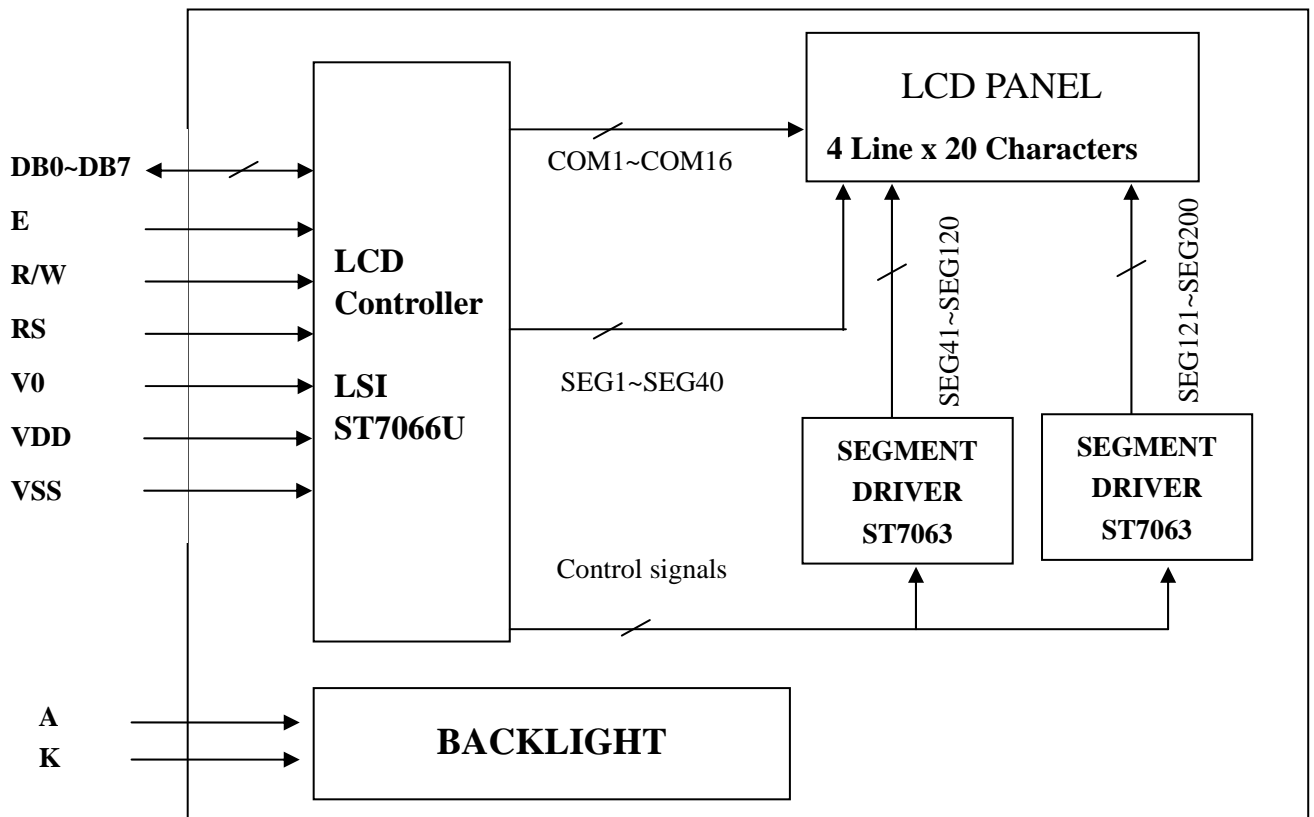 LCD PANEL
4 Line x 20 Characters
COM1~COM16
DB0~DB7
E
R/W
RS
V0
VDD
VSS
LCD
Controller
LSI
ST7066U
SEG1~SEG40
SEG41~SEG120
SEG121~SEG200
SEGMENT
DRIVER
ST7063
SEGMENT
DRIVER
ST7063
Control signals
A
K
BACKLIGHT